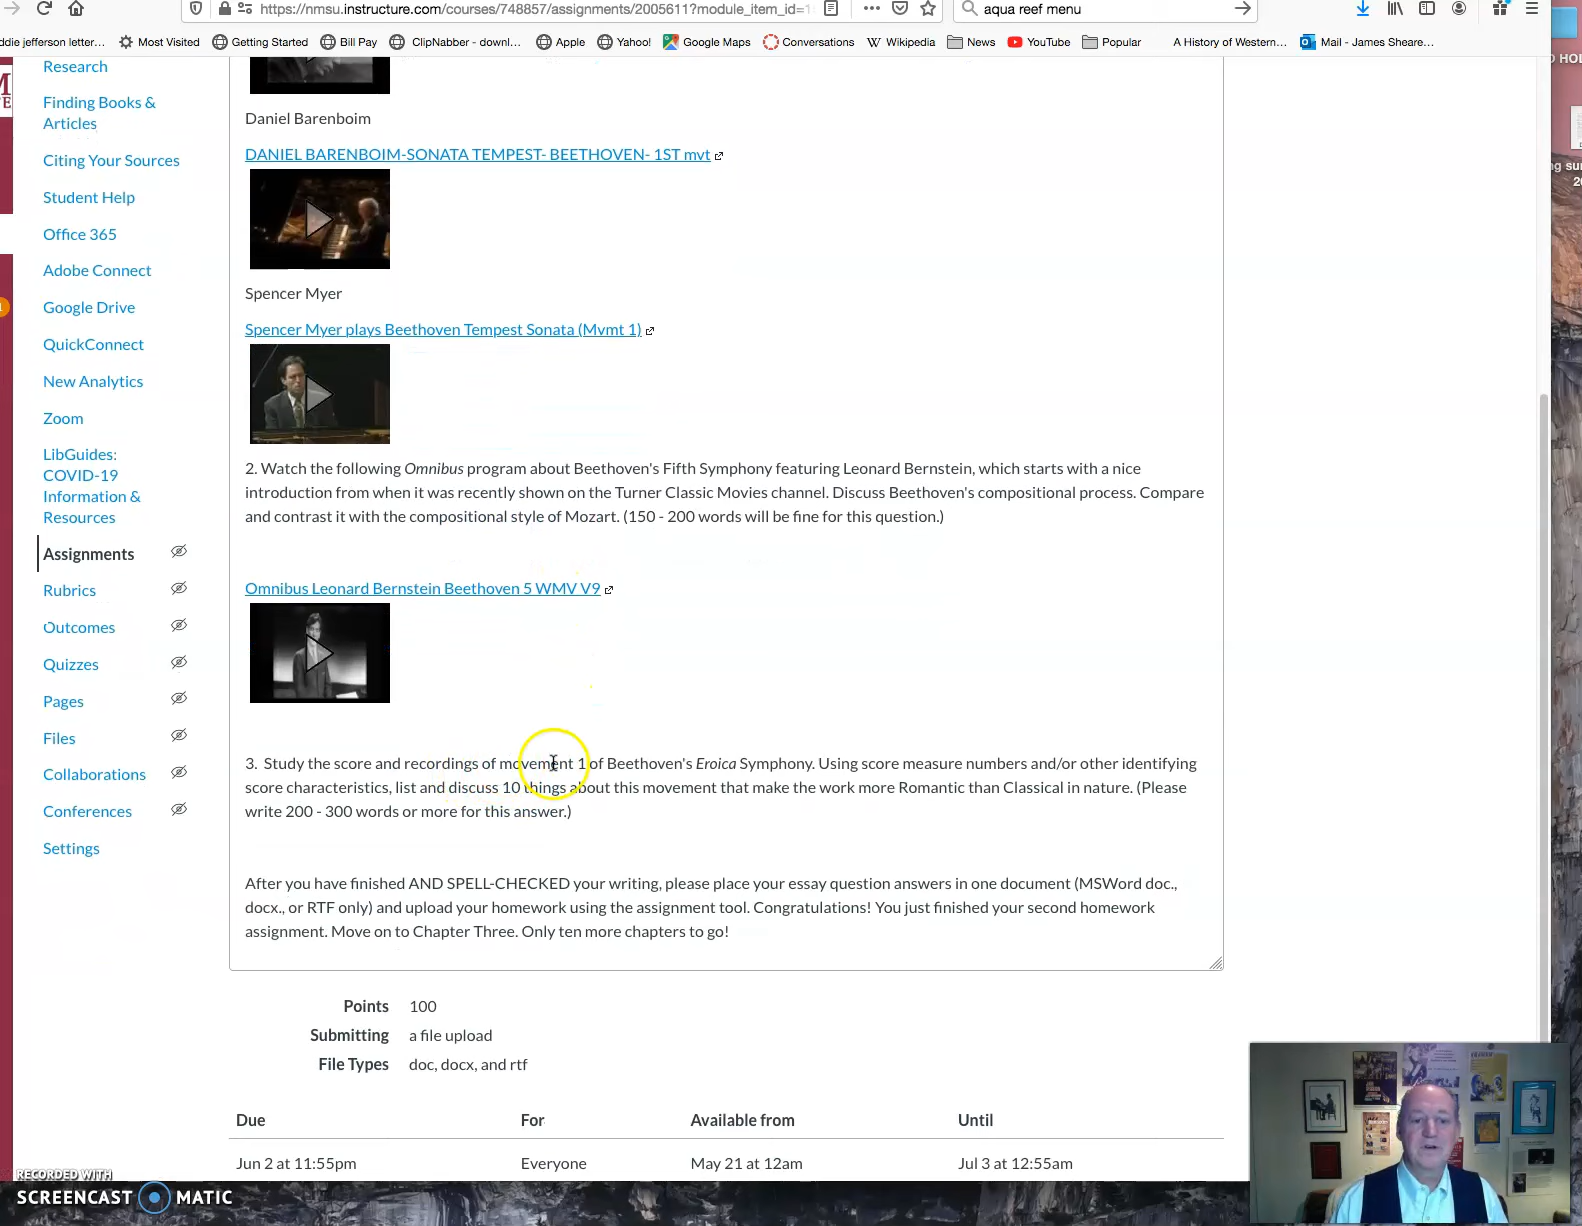 https://nmsu.instructure.com/courses/748857/assignments/2005611?module_item_id=1
aqua reef menu
ddie jefferson letter...
Most Visited
Getting Started
Bill Pay
ClipNabber - downl...
Apple
Yahoo!
Google Maps
Conversations
Wikipedia
News
YouTube
Popular
A History of Western...
Mail - James Sheare...
Research
Finding Books &
Articles
Citing Your Sources
Student Help
Office 365
Adobe Connect
Google Drive
QuickConnect
New Analytics
Zoom
LibGuides:
COVID-19
Information &
Resources
Assignments
Rubrics
Outcomes
Quizzes
Pages
Files
Collaborations
Conferences
Settings
Daniel Barenboim
DANIEL BARENBOIM-SONATA TEMPEST- BEETHOVEN- 1ST mvt
Spencer Myer
Spencer Myer plays Beethoven Tempest Sonata (Mvmt 1)
2. Watch the following Omnibus program about Beethoven's Fifth Symphony featuring Leonard Bernstein, which starts with a nice
introduction from when it was recently shown on the Turner Classic Movies channel. Discuss Beethoven's compositional process. Compare
and contrast it with the compositional style of Mozart. (150 - 200 words will be fine for this question.)
Omnibus Leonard Bernstein Beethoven 5 WMV V9
3. Study the score and recordings of movement 1 of Beethoven's Eroica Symphony. Using score measure numbers and/or other identifying
score characteristics, list and discuss 10 things about this movement that make the work more Romantic than Classical in nature. (Please
write 200 - 300 words or more for this answer.)
After you have finished AND SPELL-CHECKED your writing, please place your essay question answers in one document (MSWord doc.,
docx., or RTF only) and upload your homework using the assignment tool. Congratulations! You just finished your second homework
assignment. Move on to Chapter Three. Only ten more chapters to go!
Points 100
Submitting a file upload
File Types doc, docx, and rtf
Due For Available from Until
Jun 2 at 11:55pm Everyone May 21 at 12am Jul 3 at 12:55am
RECORDED WITH
SCREENCAST MATIC